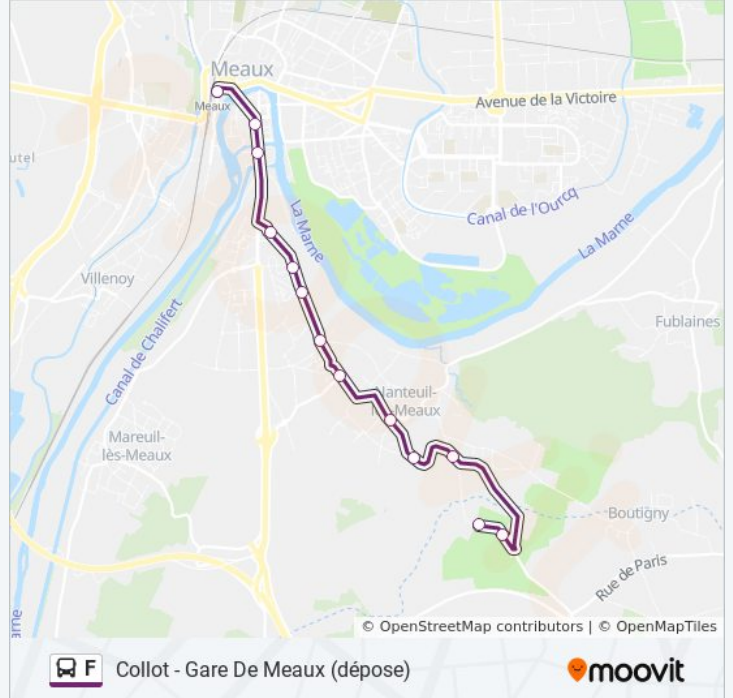 Meaux
Meaux
Avenue de la Victoire
utel
Canal de l'Ourcq
La Marne
La Marne
Villenoy
Canal de Chalifert
Fublaines
Nanteuil-
lès-Meaux
Mareuil-
lès-Meaux
Boutigny
Rue de Paris
arne
© OpenStreetMap contributors | © OpenMapTiles
F Collot - Gare De Meaux (dépose)
moovit